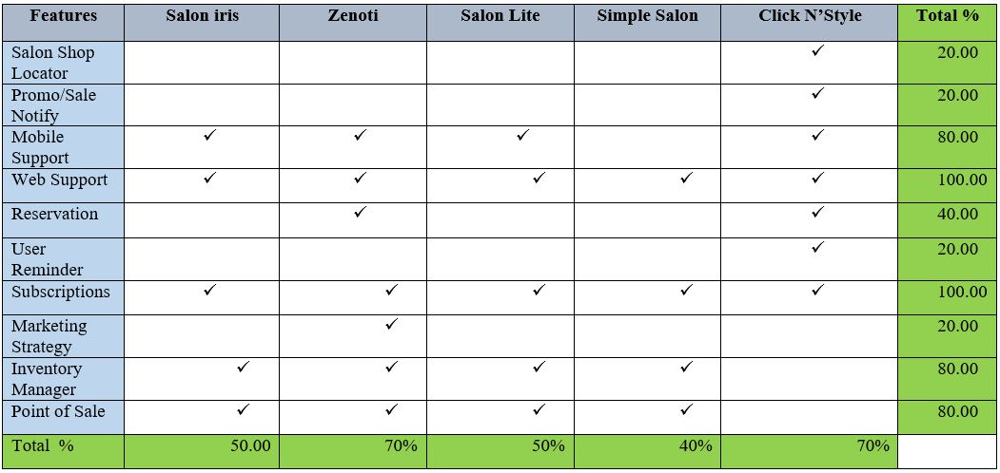 Features Salon iris Zenoti Salon Lite Simple Salon Click N’Style Total %
Salon Shop
Locator ✓ 20.00
Promo/Sale
Notify ✓ 20.00
Mobile
Support ✓ ✓ ✓ ✓ 80.00
Web Support ✓ ✓ ✓ ✓ ✓ 100.00
Reservation ✓ ✓ 40.00
User
Reminder ✓ 20.00
Subscriptions ✓ ✓ ✓ ✓ ✓ 100.00
Marketing
Strategy ✓ 20.00
Inventory
Manager ✓ ✓ ✓ ✓ 80.00
Point of Sale ✓ ✓ ✓ ✓ 80.00
Total % 50.00 70% 50% 40% 70%